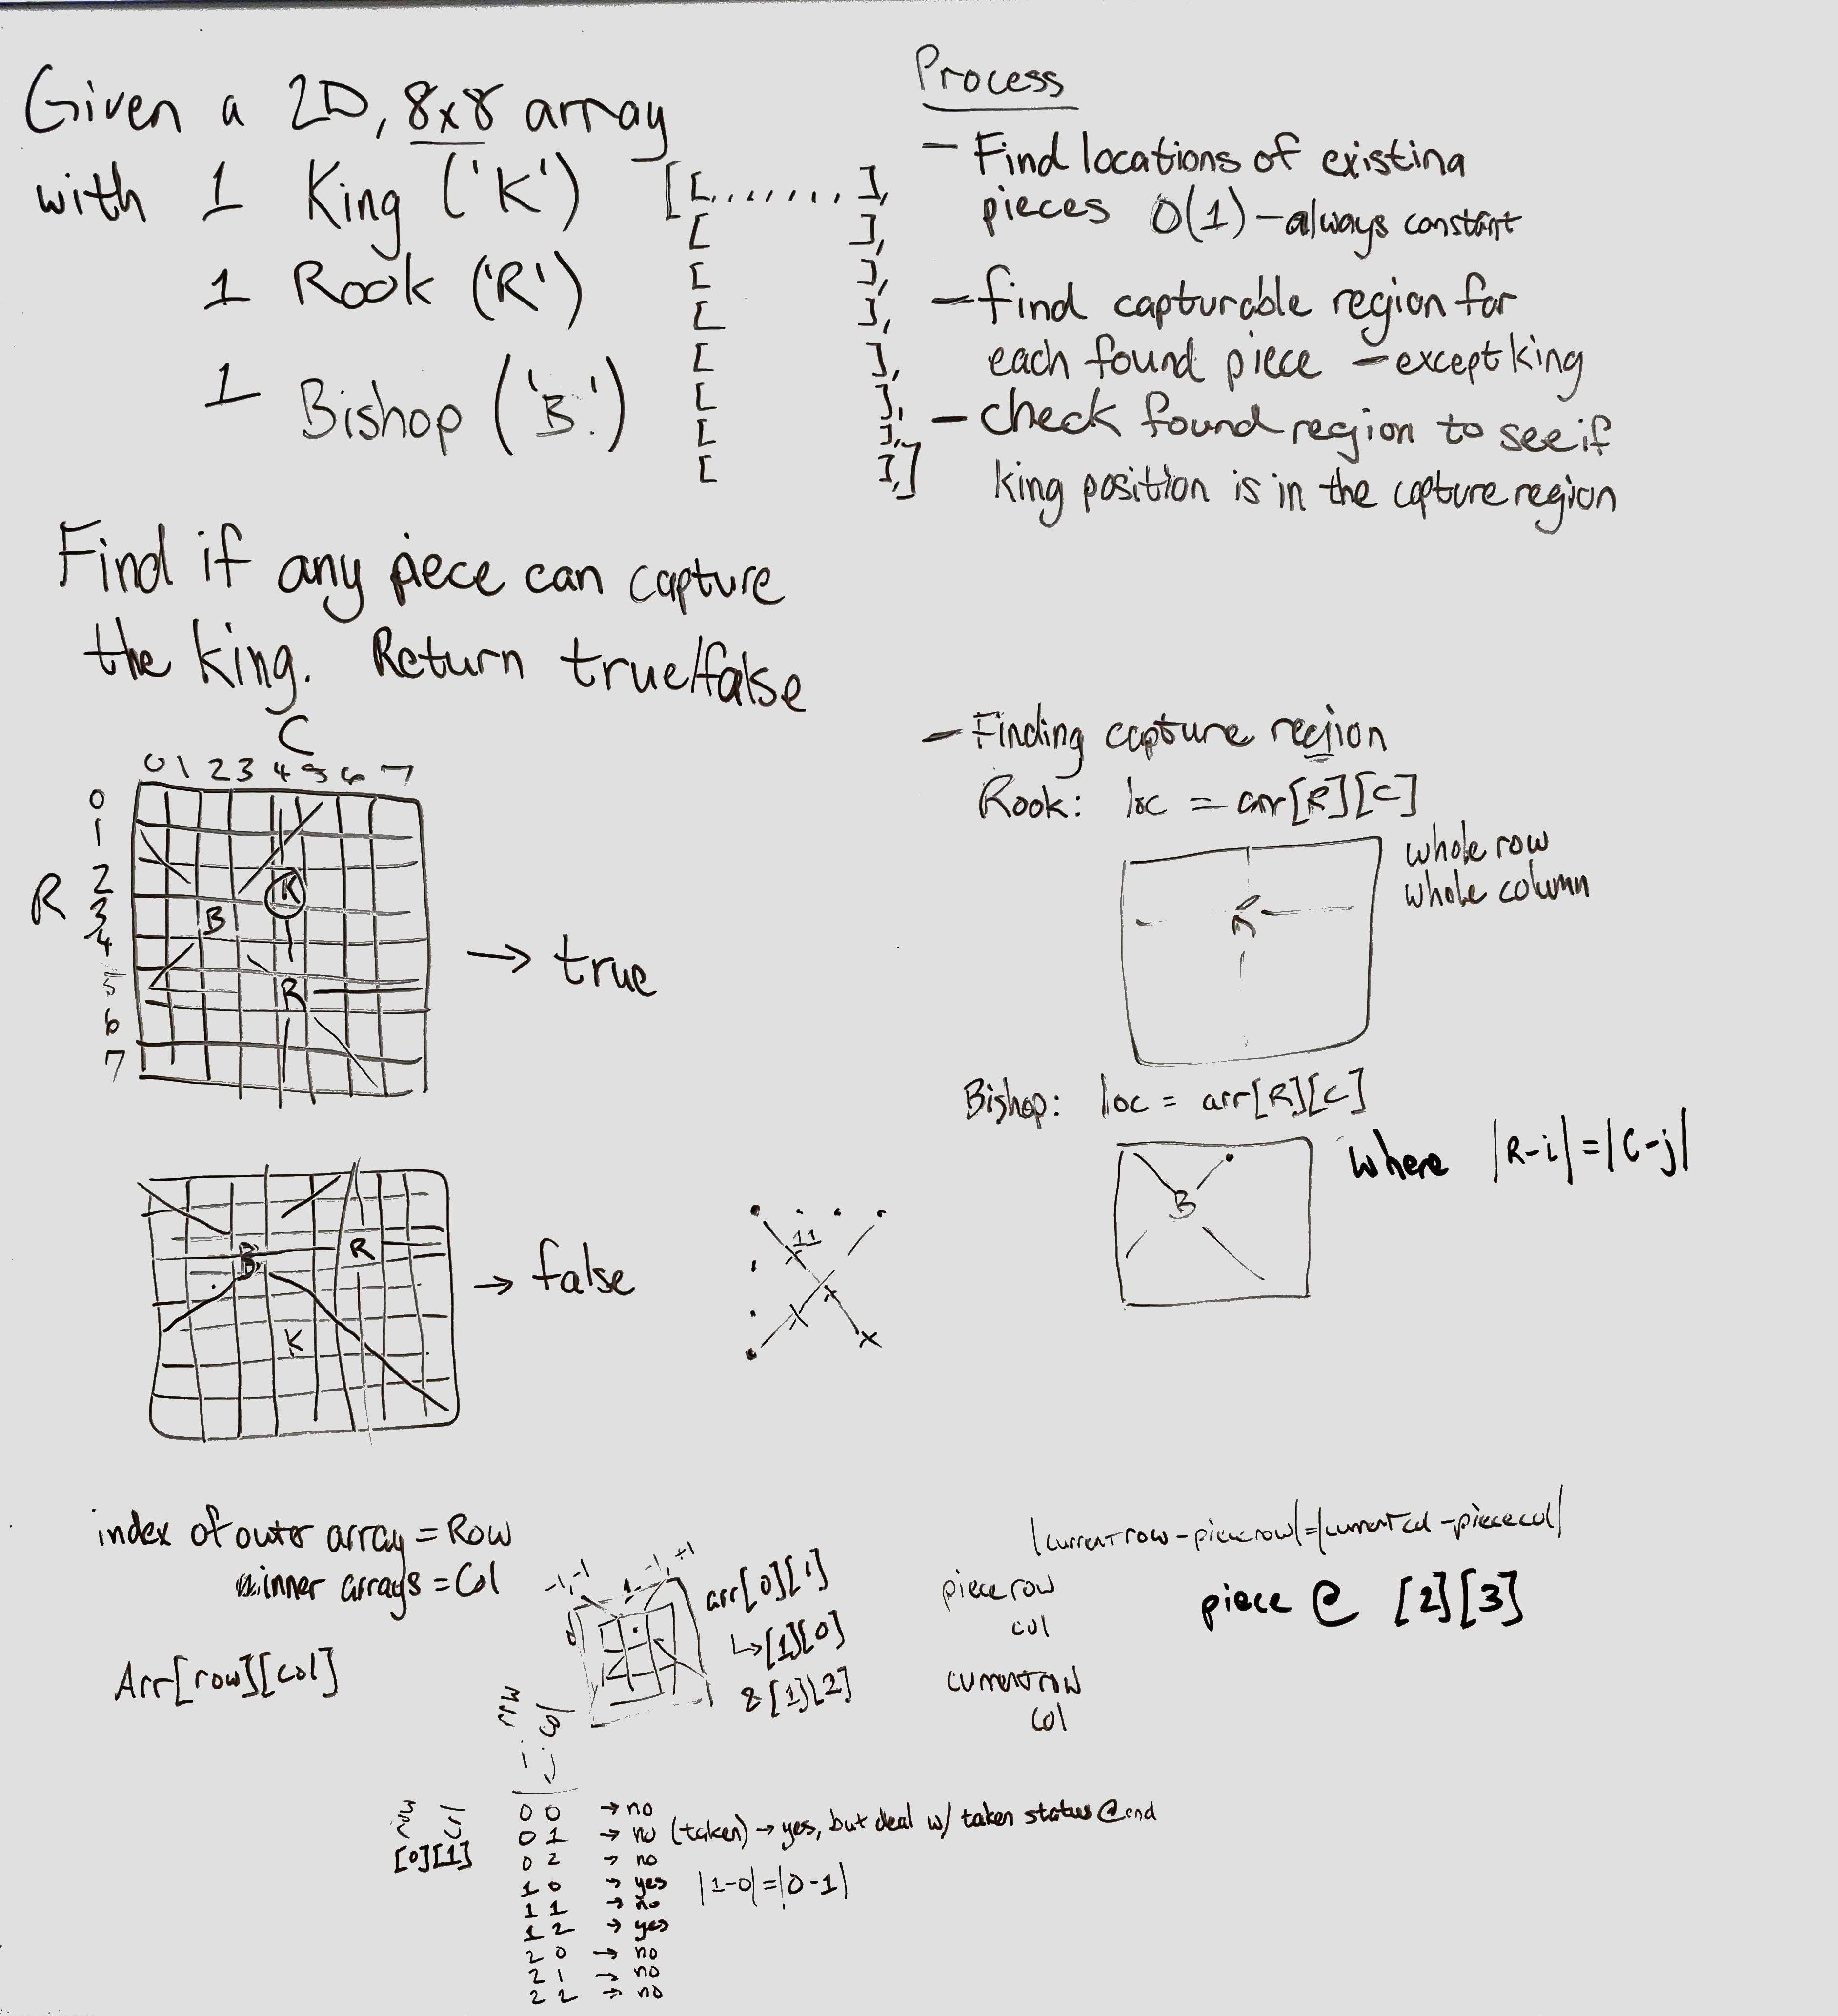 Given a 2D, 8x8 array
with 1 King ('K')
1 Rook ('R')
1 Bishop ('B')
[[,,,,,,,],
[ ],
[ ],
[ ],
[ ],
[ ],
[ ],
[ ],]
Find if any piece can capture
the king. Return true/false
C
0 1 2 3 4 5 6 7
0
1
2
R 3
4
5
6
7
K
B
R
→ true
B R
K
→ false
11
index of outer array = Row
inner arrays = Col
Arr[row][col]
Process
- Find locations of existing
pieces O(1) - always constant
- find capturable region for
each found piece - except king
- check found region to see if
king position is in the capture region
- Finding capture region
Rook: loc = arr[R][C]
whole row
whole column
R
Bishop: loc = arr[R][C]
B
where |R-i|=|C-j|
|currentrow-piecerow|=|currentcol-piececol|
piece row
col
piece @ [2][3]
currentrow
col
-1,-1 1 -1,+1
0
arr[0][1]
↳[1][0]
& [1][2]
row col
i j
row col
[0][1]
0 0 → no
0 1 → no (taken) → yes, but deal w/ taken status @ end
0 2 → no
1 0 → yes |1-0|=|0-1|
1 1 → no
1 2 → yes
2 0 → no
2 1 → no
2 2 → no